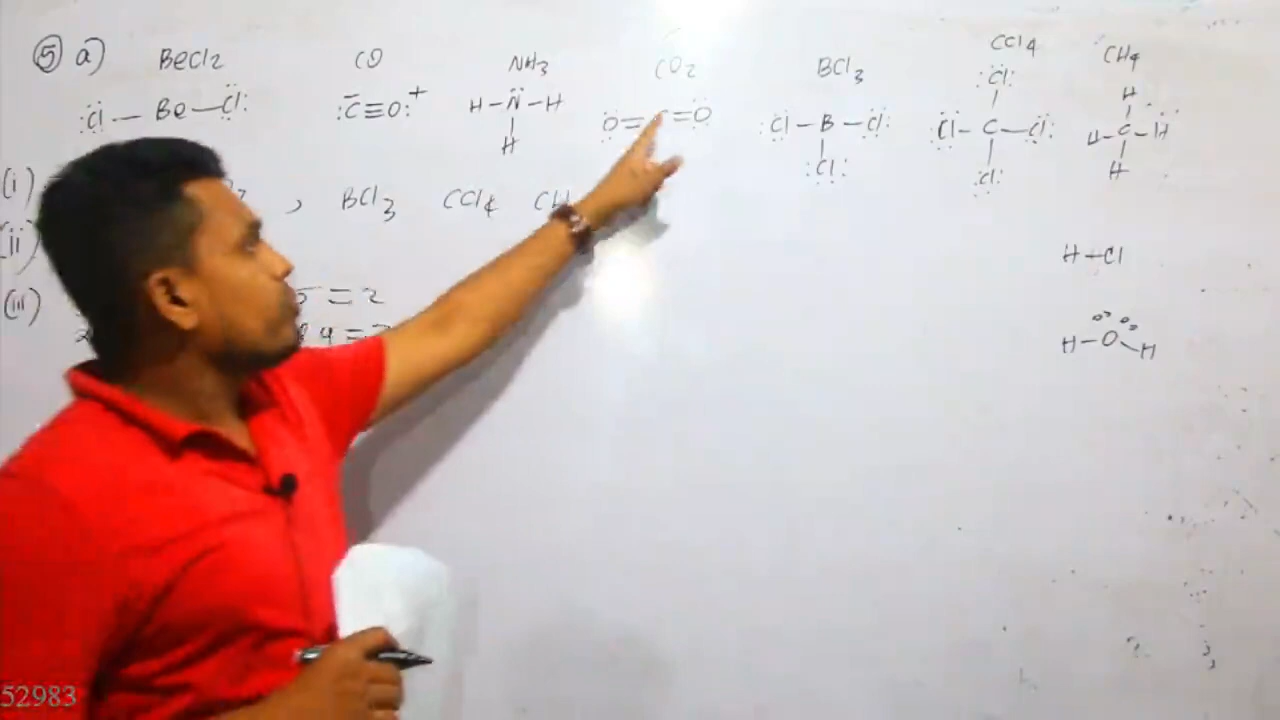 ⑤ a) BeCl2 CO NH3 CO2 BCl3 CCl4 CH4
:Cl — Be — Cl: :C≡O:+ H–N–H O= =O :Cl–B–Cl: :Cl–C–Cl: H–C–H
H :Cl: :Cl: H
(i) , BCl3 CCl4 CH
(ii)
(iii) = 2
H–Cl
H–O–H
52983